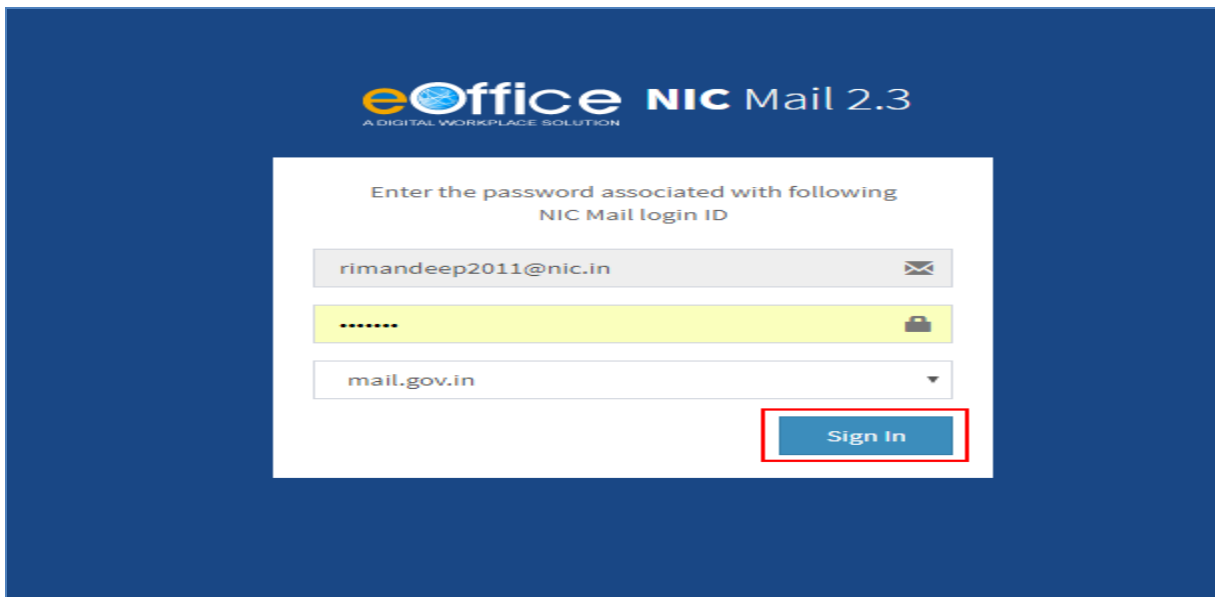 eOffice NIC Mail 2.3
A DIGITAL WORKPLACE SOLUTION
Enter the password associated with following
NIC Mail login ID
rimandeep2011@nic.in
•••••••
mail.gov.in
Sign In